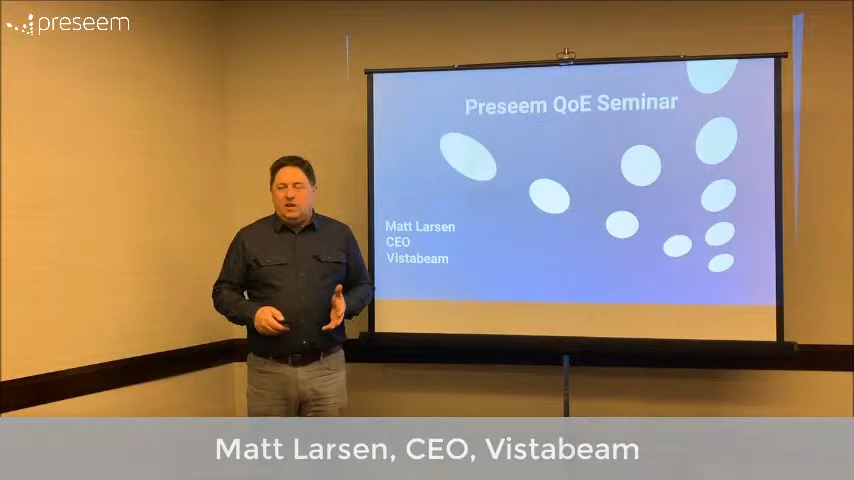 preseem
Preseem QoE Seminar
Matt Larsen
CEO
Vistabeam
Matt Larsen, CEO, Vistabeam